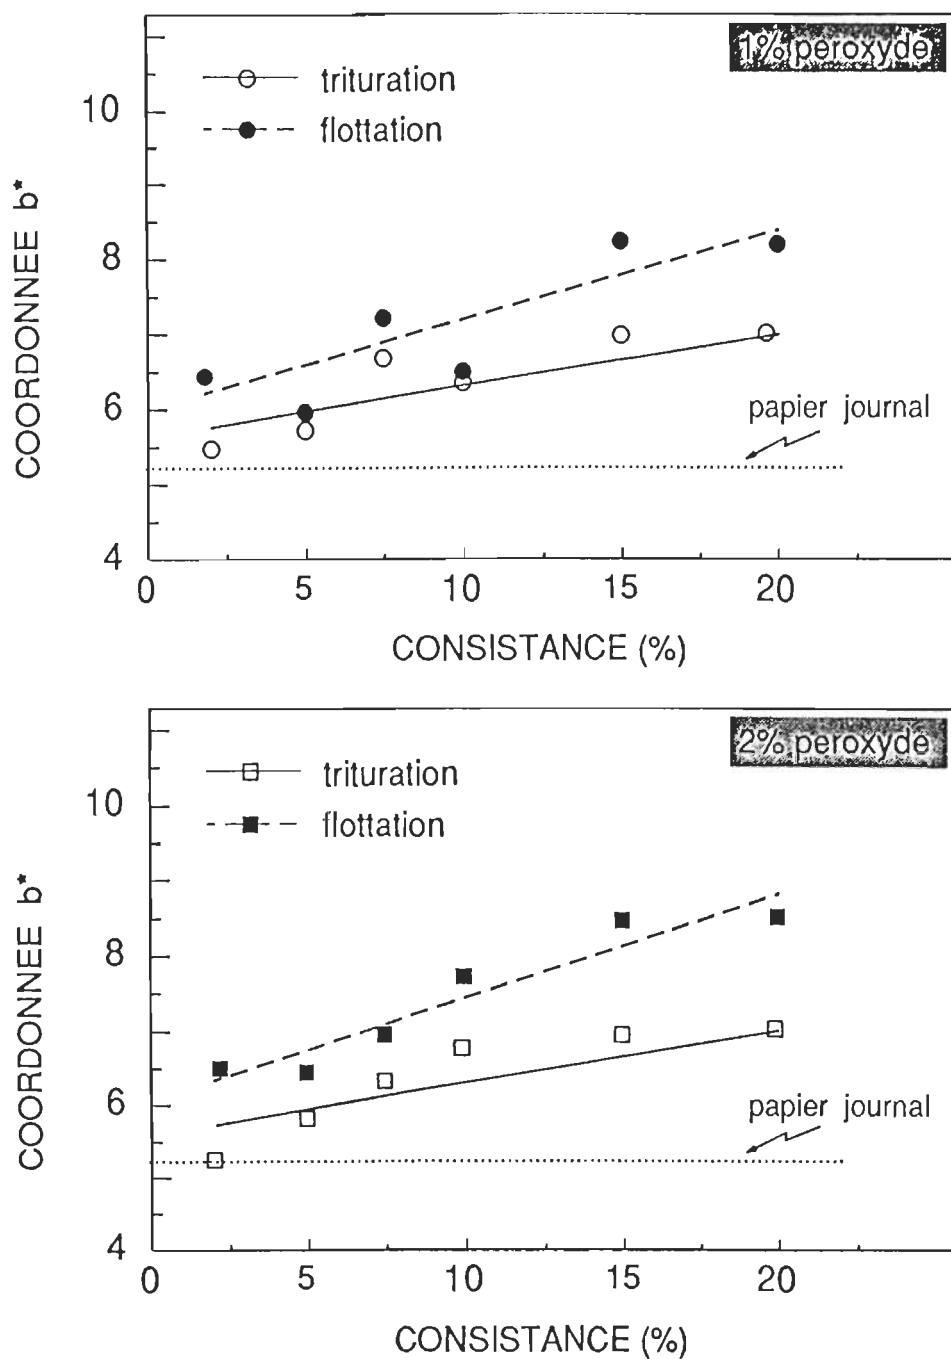 1% peroxyde
trituration
flottation
10
8
6
4
COORDONNEE b*
papier journal
0 5 10 15 20
CONSISTANCE (%)
2% peroxyde
trituration
flottation
10
8
6
4
COORDONNEE b*
papier journal
0 5 10 15 20
CONSISTANCE (%)